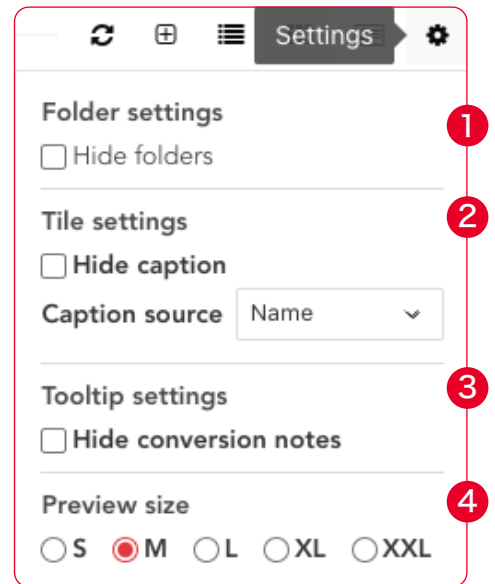 Settings
Folder settings
1
Hide folders
Tile settings
2
Hide caption
Caption source Name
Tooltip settings
3
Hide conversion notes
Preview size
4
S M L XL XXL